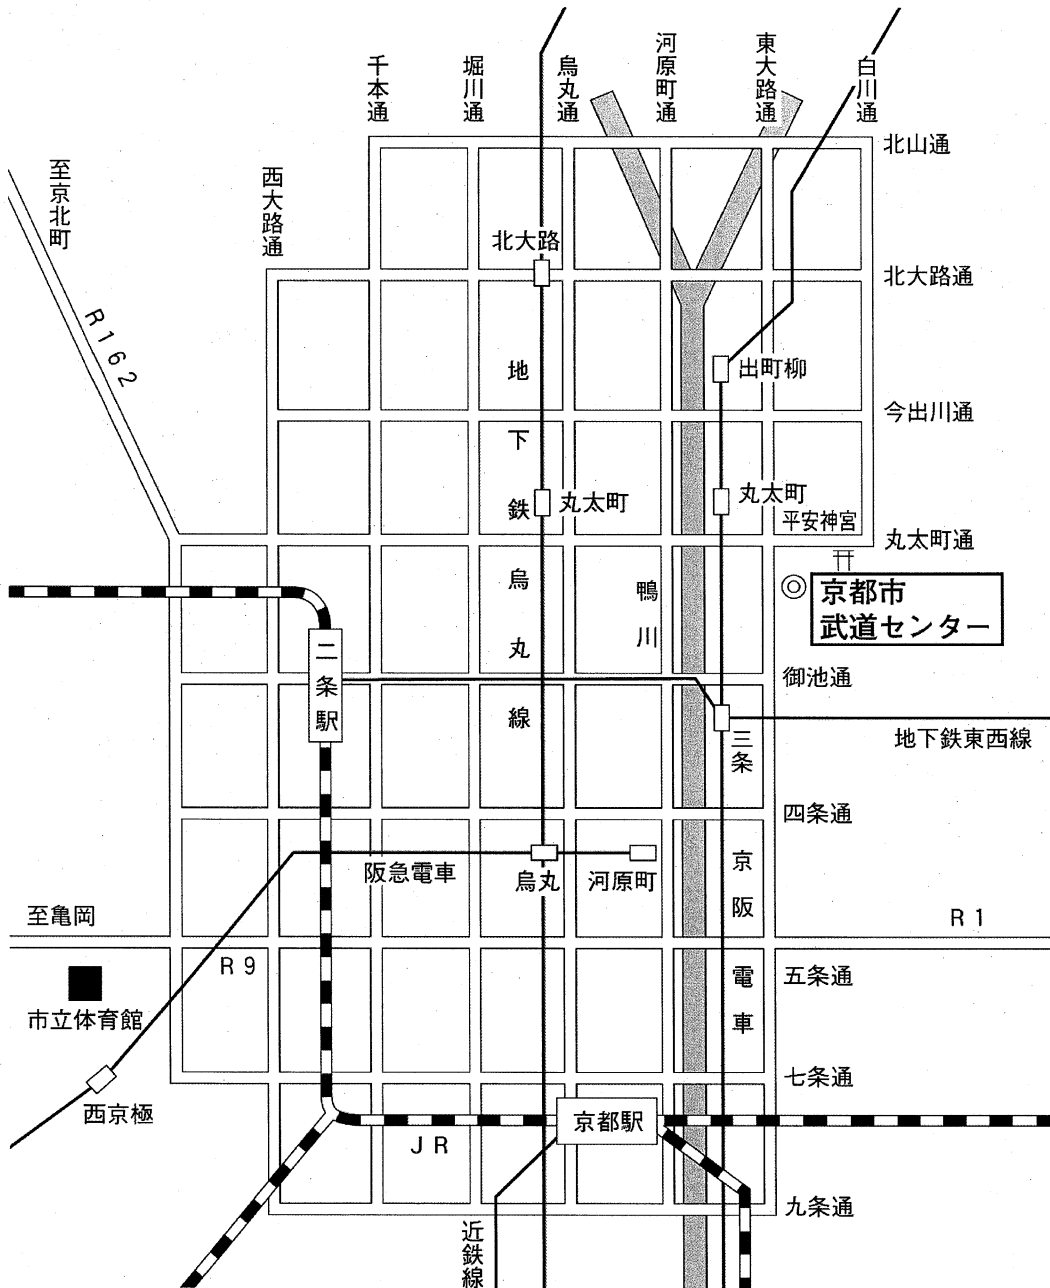 千本通
堀川通
烏丸通
河原町通
東大路通
白川通
北山通
至京北町
西大路通
北大路
北大路通
R162
出町柳
今出川通
地下鉄烏丸線
丸太町
丸太町
平安神宮
丸太町通
京都市
武道センター
鴨川
二条駅
御池通
三条
地下鉄東西線
四条通
阪急電車
烏丸
河原町
京阪電車
至亀岡
R1
R9
五条通
市立体育館
西京極
七条通
京都駅
JR
九条通
近鉄線